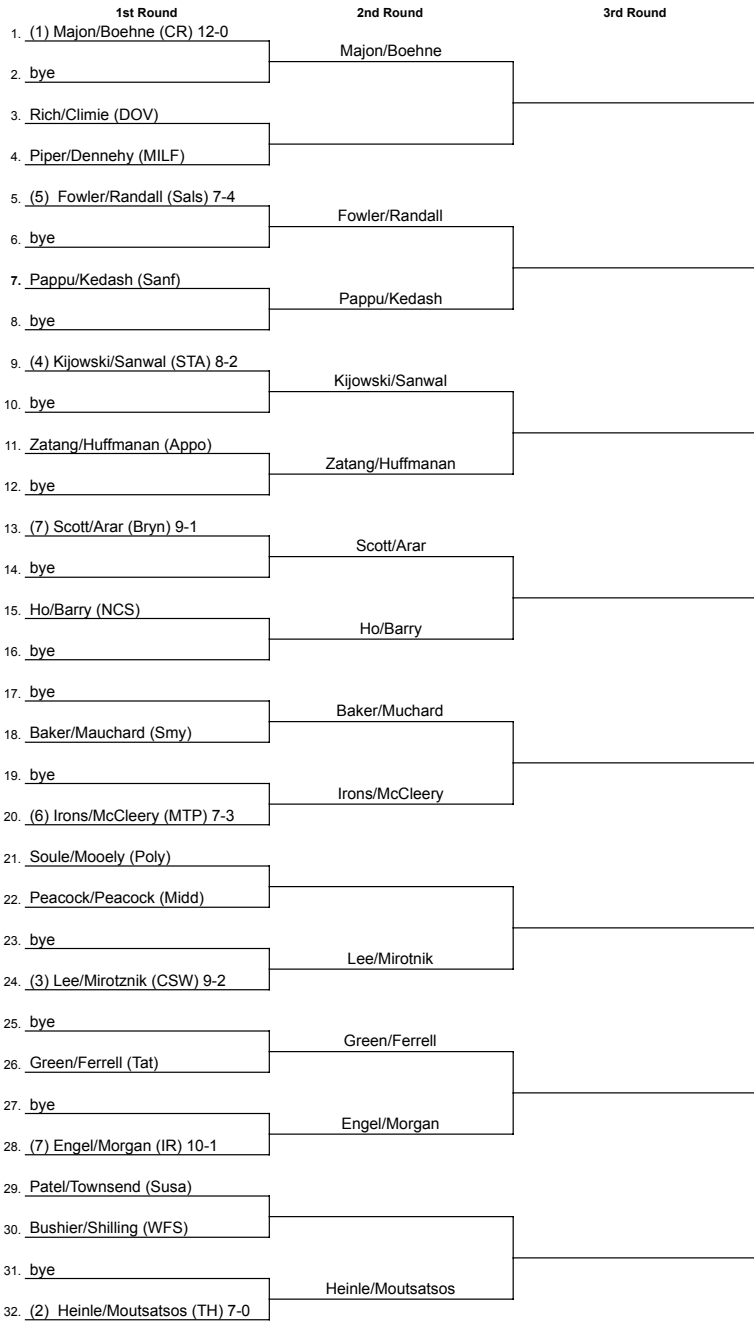 1st Round
2nd Round
3rd Round
1. (1) Majon/Boehne (CR) 12-0
Majon/Boehne
2. bye
3. Rich/Climie (DOV)
4. Piper/Dennehy (MILF)
5. (5) Fowler/Randall (Sals) 7-4
Fowler/Randall
6. bye
7. Pappu/Kedash (Sanf)
Pappu/Kedash
8. bye
9. (4) Kijowski/Sanwal (STA) 8-2
Kijowski/Sanwal
10. bye
11. Zatang/Huffmanan (Appo)
Zatang/Huffmanan
12. bye
13. (7) Scott/Arar (Bryn) 9-1
Scott/Arar
14. bye
15. Ho/Barry (NCS)
Ho/Barry
16. bye
17. bye
Baker/Muchard
18. Baker/Mauchard (Smy)
19. bye
Irons/McCleery
20. (6) Irons/McCleery (MTP) 7-3
21. Soule/Mooely (Poly)
22. Peacock/Peacock (Midd)
23. bye
Lee/Mirotnik
24. (3) Lee/Mirotznik (CSW) 9-2
25. bye
Green/Ferrell
26. Green/Ferrell (Tat)
27. bye
Engel/Morgan
28. (7) Engel/Morgan (IR) 10-1
29. Patel/Townsend (Susa)
30. Bushier/Shilling (WFS)
31. bye
Heinle/Moutsatsos
32. (2) Heinle/Moutsatsos (TH) 7-0